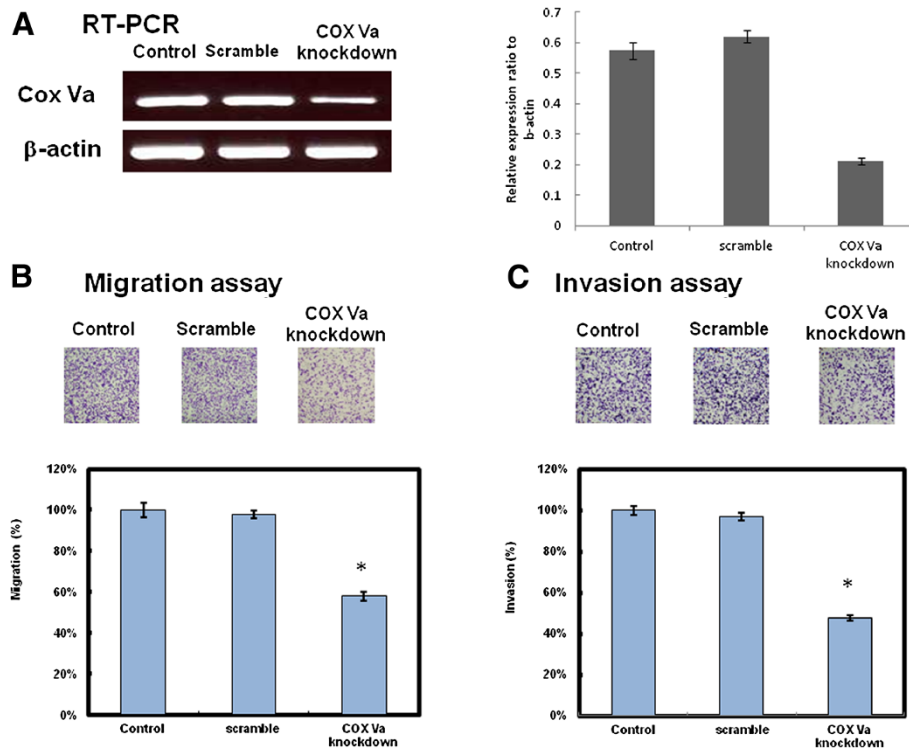 A
RT-PCR
Control Scramble COX Va
knockdown
Cox Va
β-actin
Relative expression ratio to
b-actin
0.7
0.6
0.5
0.4
0.3
0.2
0.1
0
Control
scramble
COX Va
knockdown
B
Migration assay
Control
Scramble
COX Va
knockdown
Migration (%)
120%
100%
80%
60%
40%
20%
0%
*
Control
scramble
COX Va
knockdown
C
Invasion assay
Control
Scramble
COX Va
knockdown
Invasion (%)
120%
100%
80%
60%
40%
20%
0%
*
Control
scramble
COX Va
knockdown